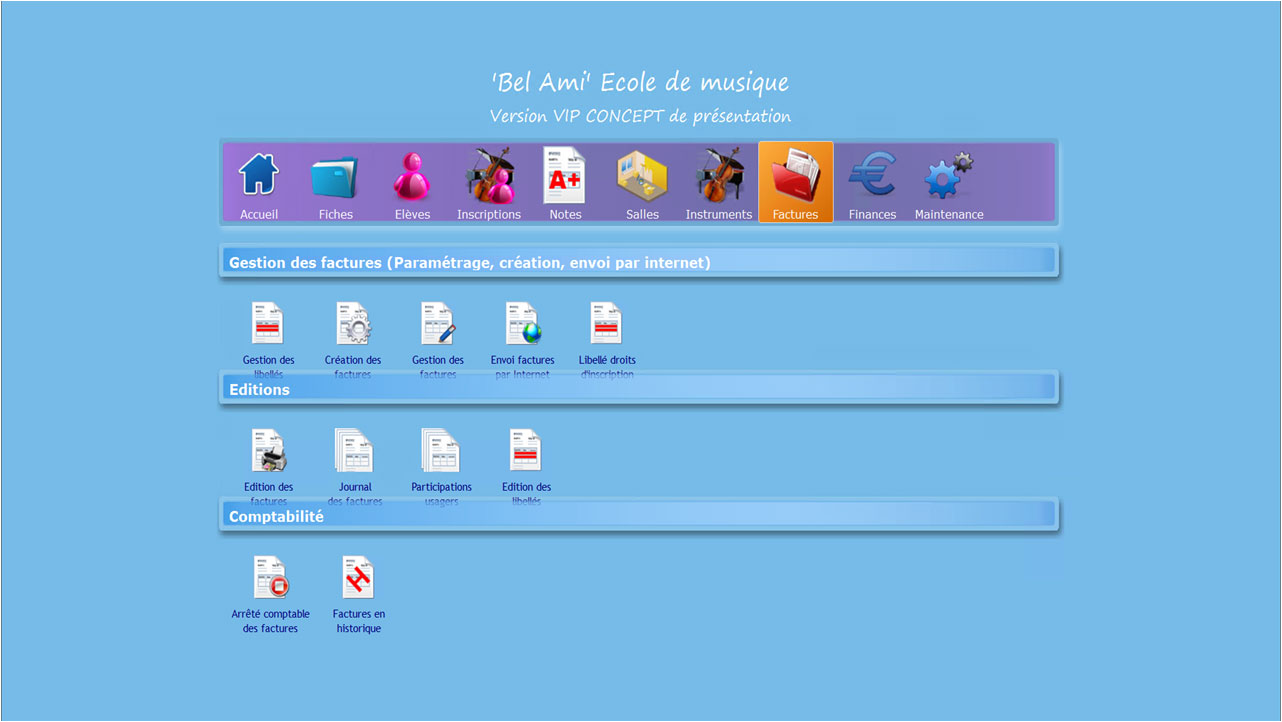 'Bel Ami' Ecole de musique
Version VIP CONCEPT de présentation
A+
Accueil Fiches Elèves Inscriptions Notes Salles Instruments Factures Finances Maintenance
Gestion des factures (Paramétrage, création, envoi par internet)
Gestion des Création des Gestion des Envoi factures Libellé droits
libellés factures factures par Internet d'inscription
Editions
Edition des Journal Participations Edition des
factures des factures usagers libellés
Comptabilité
H
Arrêté comptable Factures en
des factures historique